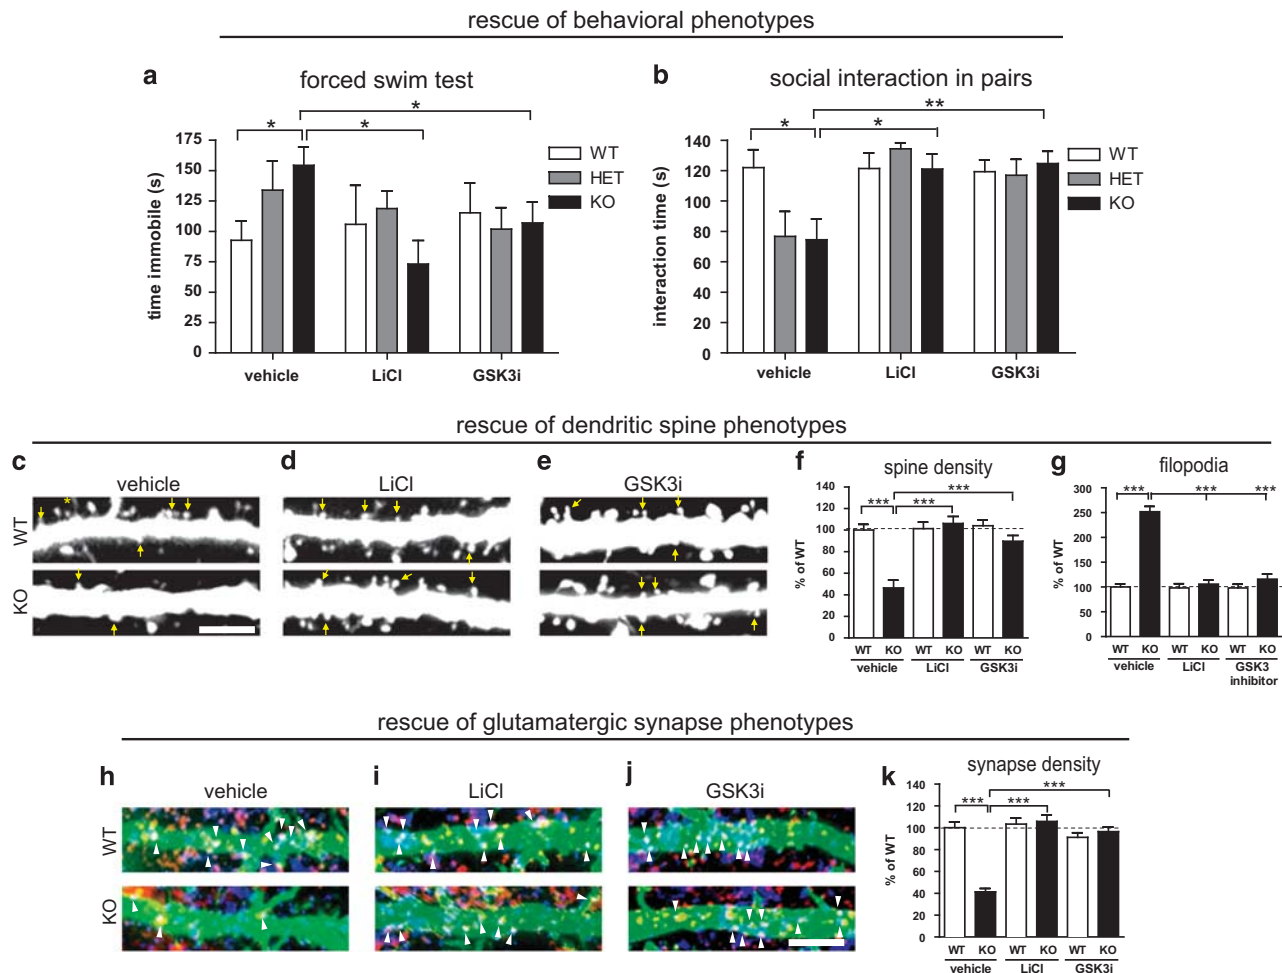 rescue of behavioral phenotypes
a
forced swim test
*
*
*
time immobile (s)
175
150
125
100
75
50
25
0
vehicle
LiCl
GSK3i
WT
HET
KO
b
social interaction in pairs
**
*
*
interaction time (s)
140
120
100
80
60
40
20
0
vehicle
LiCl
GSK3i
WT
HET
KO
rescue of dendritic spine phenotypes
c
vehicle
d
LiCl
e
GSK3i
WT
KO
*
f
spine density
***
*** ***
% of WT
140
120
100
80
60
40
20
0
WT KO WT KO WT KO
vehicle LiCl GSK3i
g
filopodia
*** *** ***
% of WT
300
250
200
150
100
50
0
WT KO WT KO WT KO
vehicle LiCl GSK3
inhibitor
rescue of glutamatergic synapse phenotypes
h
vehicle
i
LiCl
j
GSK3i
WT
KO
k
synapse density
***
*** ***
% of WT
140
120
100
80
60
40
20
0
WT KO WT KO WT KO
vehicle LiCl GSK3i